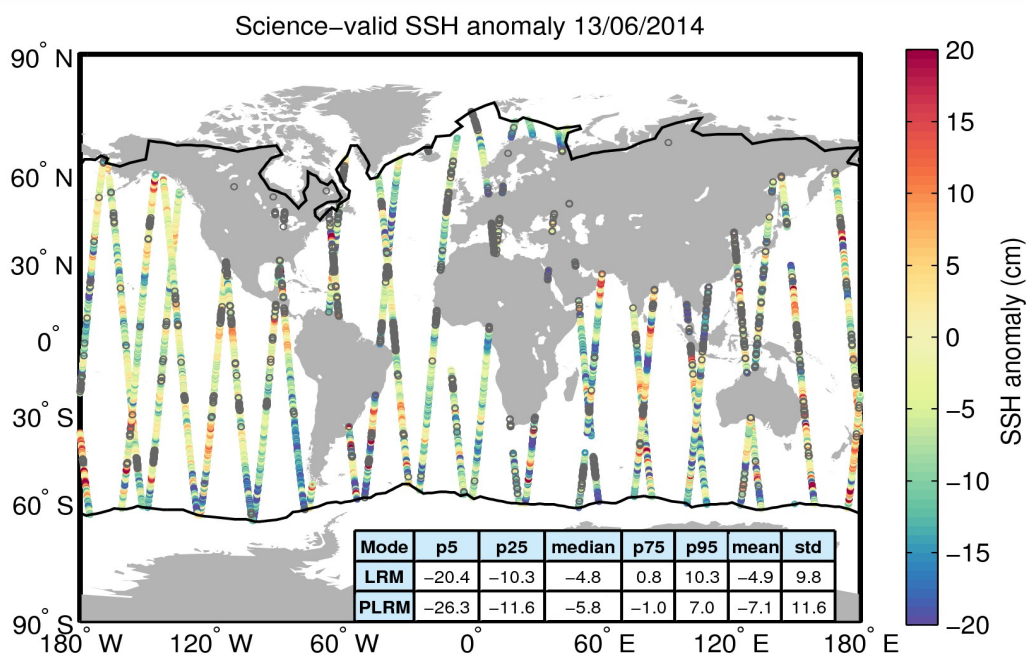 Science−valid SSH anomaly 13/06/2014
90° N
60° N
30° N
0°
30° S
60° S
90° S
180° W
120° W
60° W
0°
60° E
120° E
180° E
Mode p5 p25 median p75 p95 mean std
LRM −20.4 −10.3 −4.8 0.8 10.3 −4.9 9.8
PLRM −26.3 −11.6 −5.8 −1.0 7.0 −7.1 11.6
20
15
10
5
0
−5
−10
−15
−20
SSH anomaly (cm)